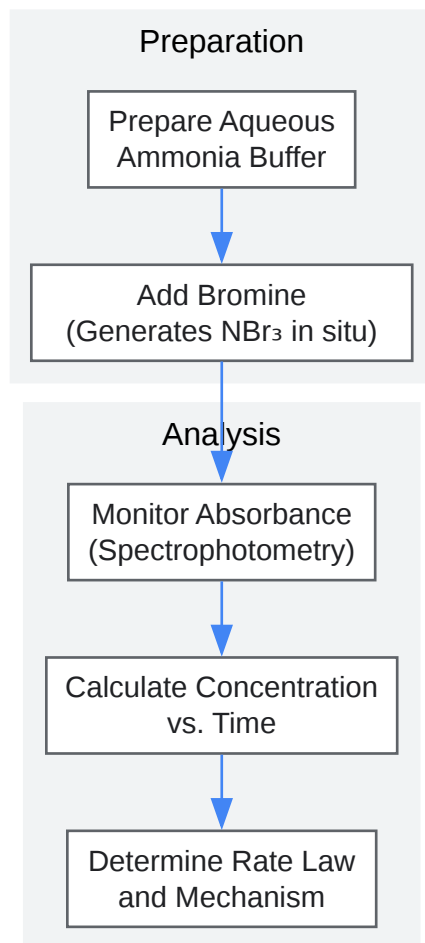 Preparation
Prepare Aqueous
Ammonia Buffer
Add Bromine
(Generates NBr₃ in situ)
Analysis
Monitor Absorbance
(Spectrophotometry)
Calculate Concentration
vs. Time
Determine Rate Law
and Mechanism